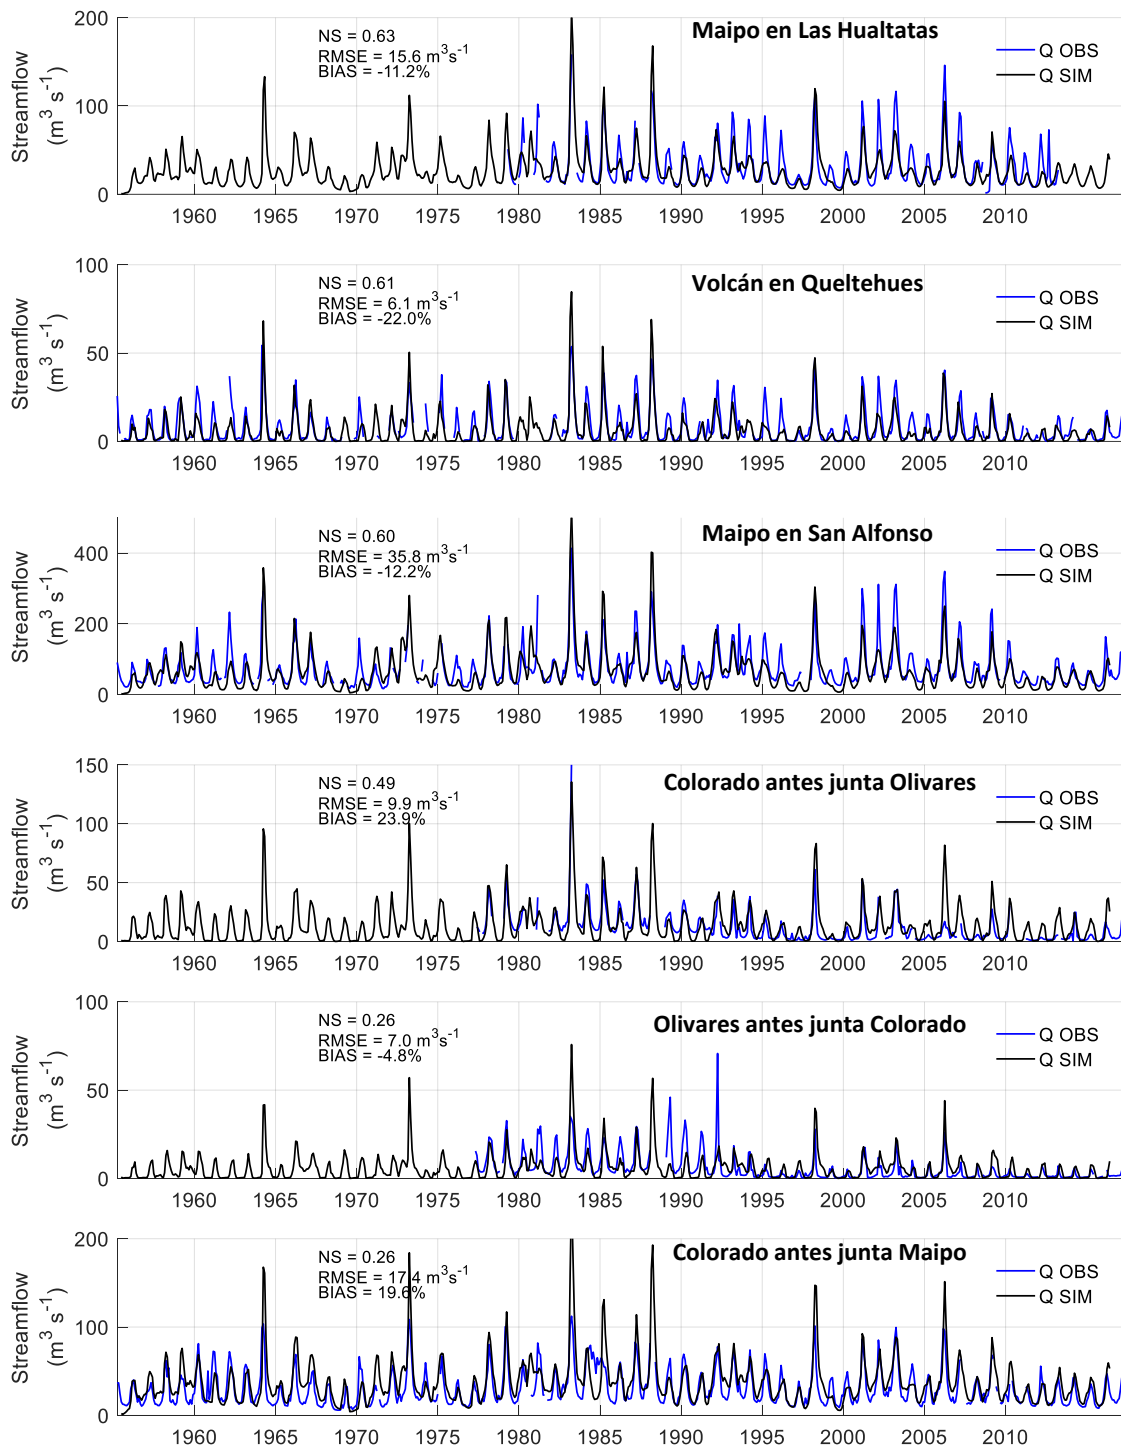 200
NS = 0.63
Maipo en Las Hualtatas
RMSE = 15.6 m³s⁻¹
BIAS = -11.2%
Q OBS
Q SIM
Streamflow
(m³ s⁻¹)
100
0
1960 1965 1970 1975 1980 1985 1990 1995 2000 2005 2010
100
NS = 0.61
Volcán en Queltehues
RMSE = 6.1 m³s⁻¹
BIAS = -22.0%
Q OBS
Q SIM
Streamflow
(m³ s⁻¹)
50
0
1960 1965 1970 1975 1980 1985 1990 1995 2000 2005 2010
NS = 0.60
Maipo en San Alfonso
RMSE = 35.8 m³s⁻¹
BIAS = -12.2%
Q OBS
Q SIM
Streamflow
(m³ s⁻¹)
400
200
0
1960 1965 1970 1975 1980 1985 1990 1995 2000 2005 2010
150
NS = 0.49
Colorado antes junta Olivares
RMSE = 9.9 m³s⁻¹
BIAS = 23.9%
Q OBS
Q SIM
Streamflow
(m³ s⁻¹)
100
50
0
1960 1965 1970 1975 1980 1985 1990 1995 2000 2005 2010
100
NS = 0.26
Olivares antes junta Colorado
RMSE = 7.0 m³s⁻¹
BIAS = -4.8%
Q OBS
Q SIM
Streamflow
(m³ s⁻¹)
50
0
1960 1965 1970 1975 1980 1985 1990 1995 2000 2005 2010
200
NS = 0.26
Colorado antes junta Maipo
RMSE = 17.4 m³s⁻¹
BIAS = 19.6%
Q OBS
Q SIM
Streamflow
(m³ s⁻¹)
100
0
1960 1965 1970 1975 1980 1985 1990 1995 2000 2005 2010